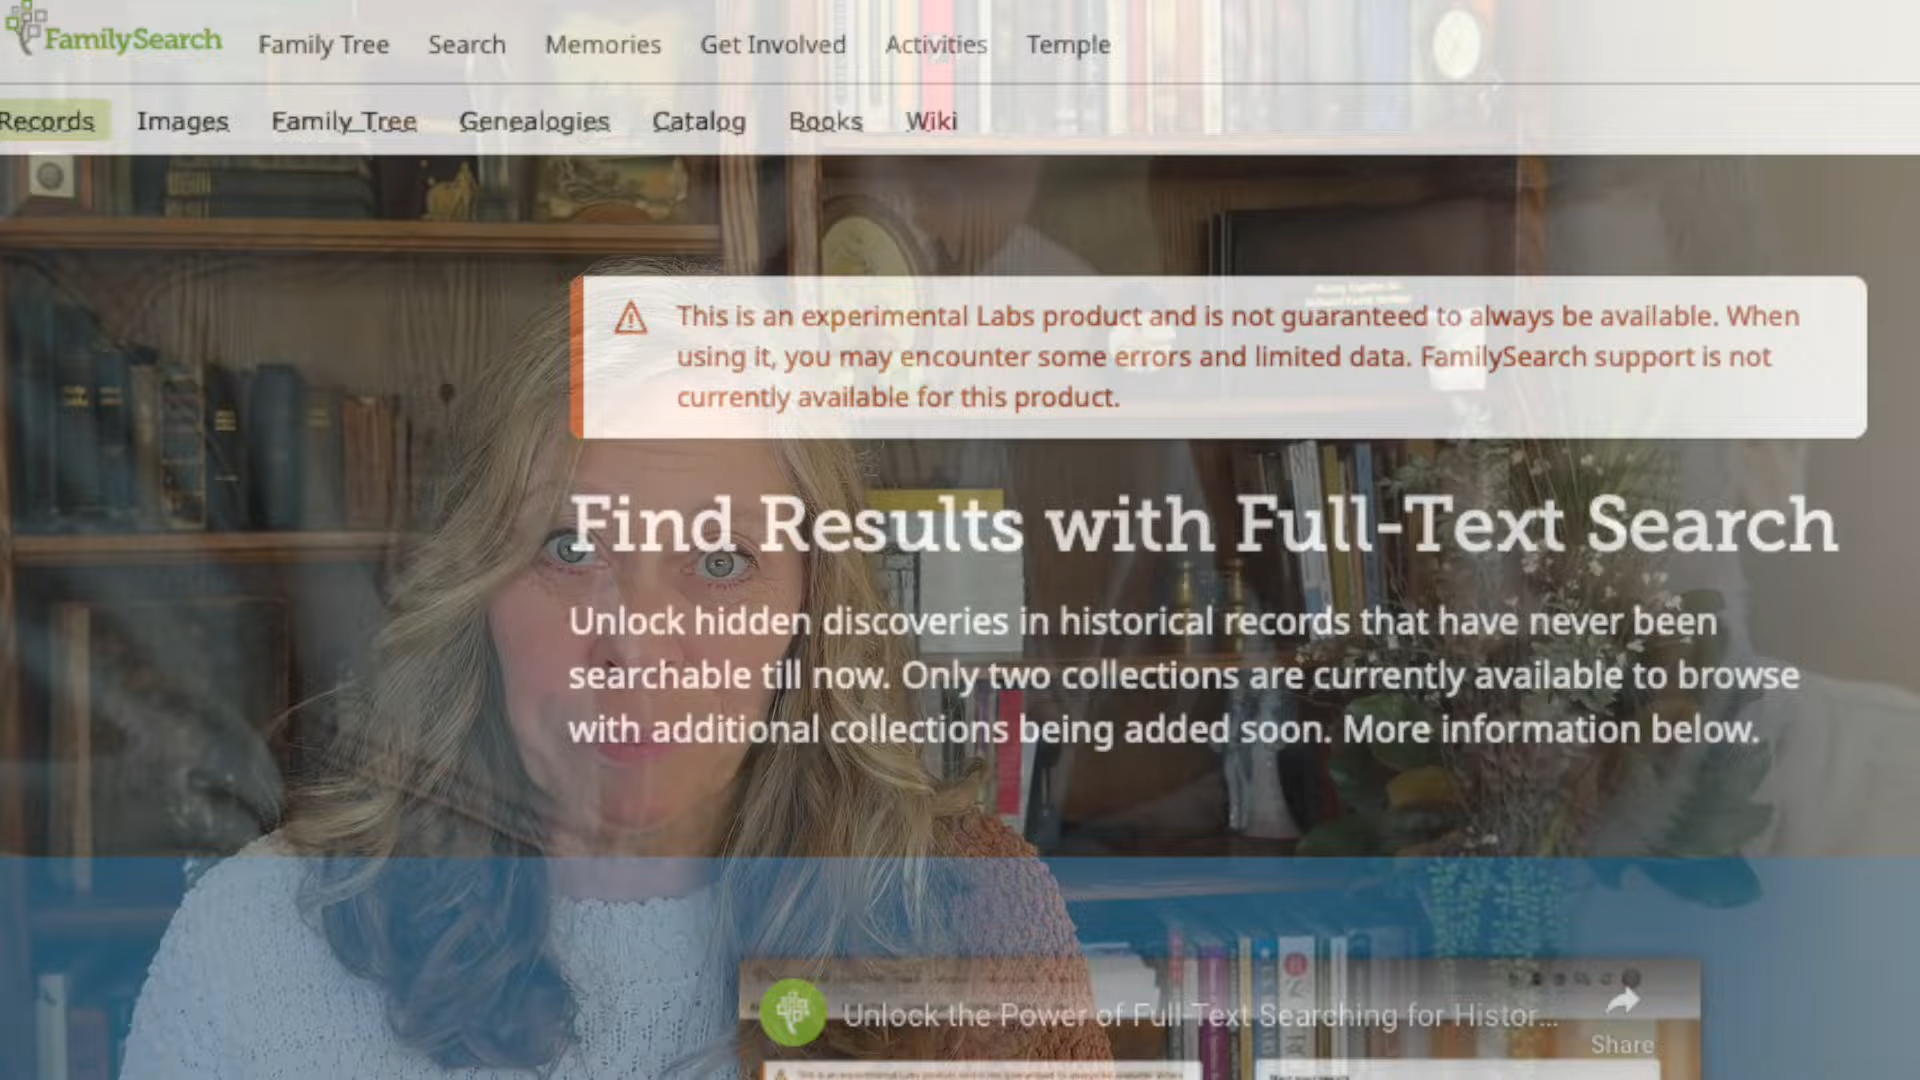 FamilySearch Family Tree Search Memories Get Involved Activities Temple
Records Images Family Tree Genealogies Catalog Books Wiki
This is an experimental Labs product and is not guaranteed to always be available. When
using it, you may encounter some errors and limited data. FamilySearch support is not
currently available for this product.
Find Results with Full-Text Search
Unlock hidden discoveries in historical records that have never been
searchable till now. Only two collections are currently available to browse
with additional collections being added soon. More information below.
Unlock the Power of Full-Text Searching for Histor...
Share